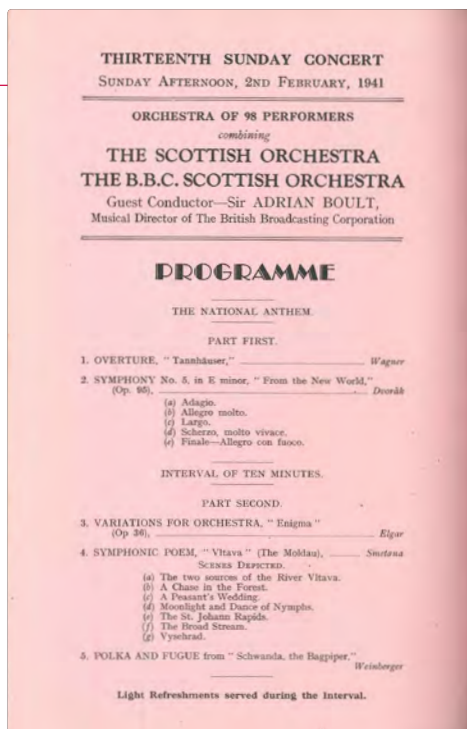 THIRTEENTH SUNDAY CONCERT
SUNDAY AFTERNOON, 2ND FEBRUARY, 1941
ORCHESTRA OF 98 PERFORMERS
combining
THE SCOTTISH ORCHESTRA
THE B.B.C. SCOTTISH ORCHESTRA
Guest Conductor—Sir ADRIAN BOULT,
Musical Director of The British Broadcasting Corporation
PROGRAMME
THE NATIONAL ANTHEM.
PART FIRST.
1. OVERTURE, "Tannhäuser," Wagner
2. SYMPHONY No. 5, in E minor, "From the New World,"
(Op. 95), Dvorák
(a) Adagio.
(b) Allegro molto.
(c) Largo.
(d) Scherzo, molto vivace.
(e) Finale—Allegro con fuoco.
INTERVAL OF TEN MINUTES.
PART SECOND.
3. VARIATIONS FOR ORCHESTRA, "Enigma"
(Op 36), Elgar
4. SYMPHONIC POEM, "Vltava" (The Moldau), Smetana
SCENES DEPICTED.
(a) The two sources of the River Vltava.
(b) A Chase in the Forest.
(c) A Peasant's Wedding.
(d) Moonlight and Dance of Nymphs.
(e) The St. Johann Rapids.
(f) The Broad Stream.
(g) Vysehrad.
5. POLKA AND FUGUE from "Schwanda, the Bagpiper,"
Weinberger
Light Refreshments served during the Interval.